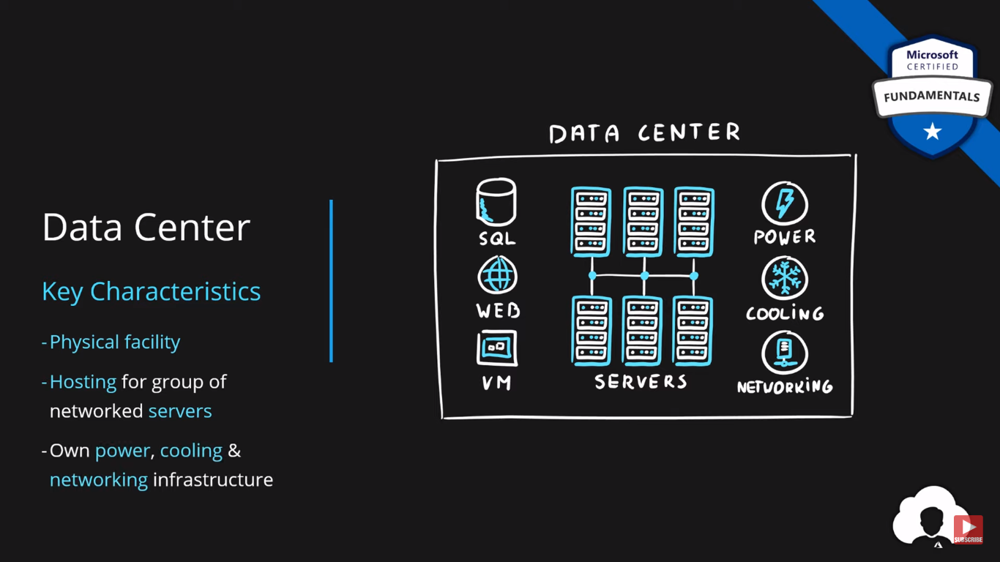 Microsoft
CERTIFIED
FUNDAMENTALS
Data Center
Key Characteristics
-Physical facility
-Hosting for group of
networked servers
-Own power, cooling &
networking infrastructure
DATA CENTER
SQL
WEB
VM
SERVERS
POWER
COOLING
NETWORKING
SUBSCRIBE